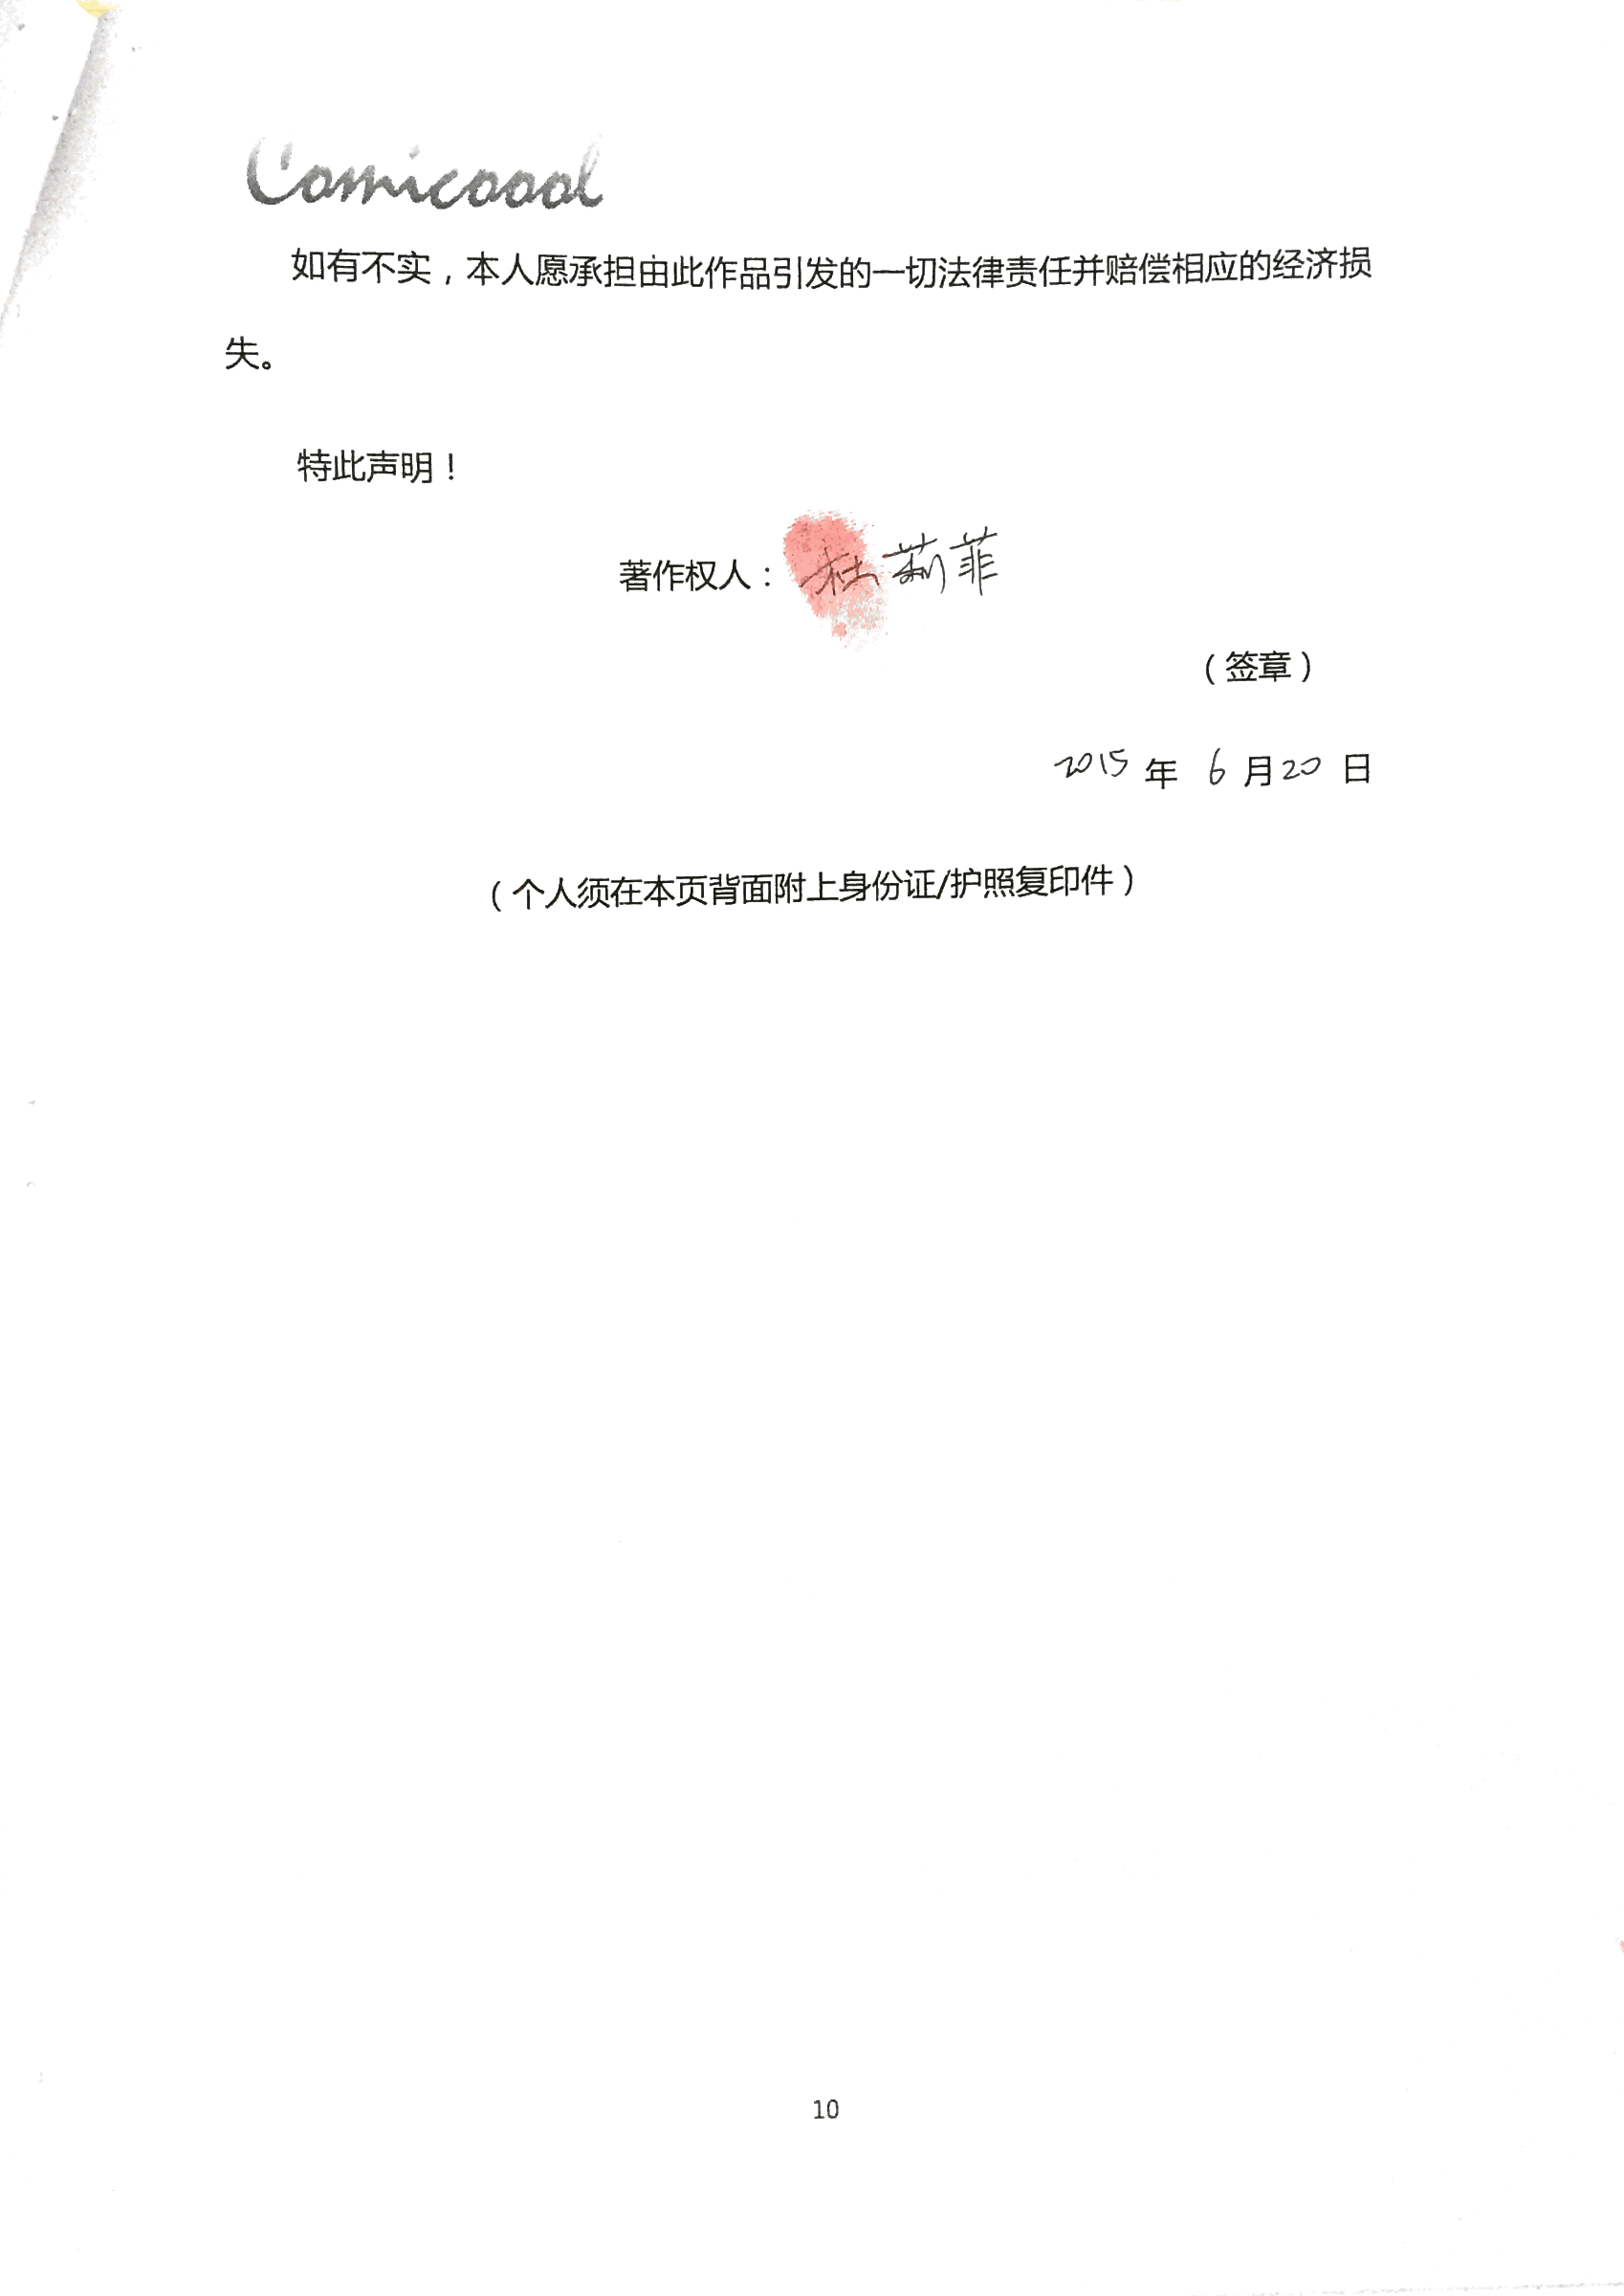 Comicoool
如有不实，本人愿承担由此作品引发的一切法律责任并赔偿相应的经济损
失。
特此声明！
著作权人：杜莉菲
（签章）
2015 年 6 月 20 日
（个人须在本页背面附上身份证/护照复印件）
10